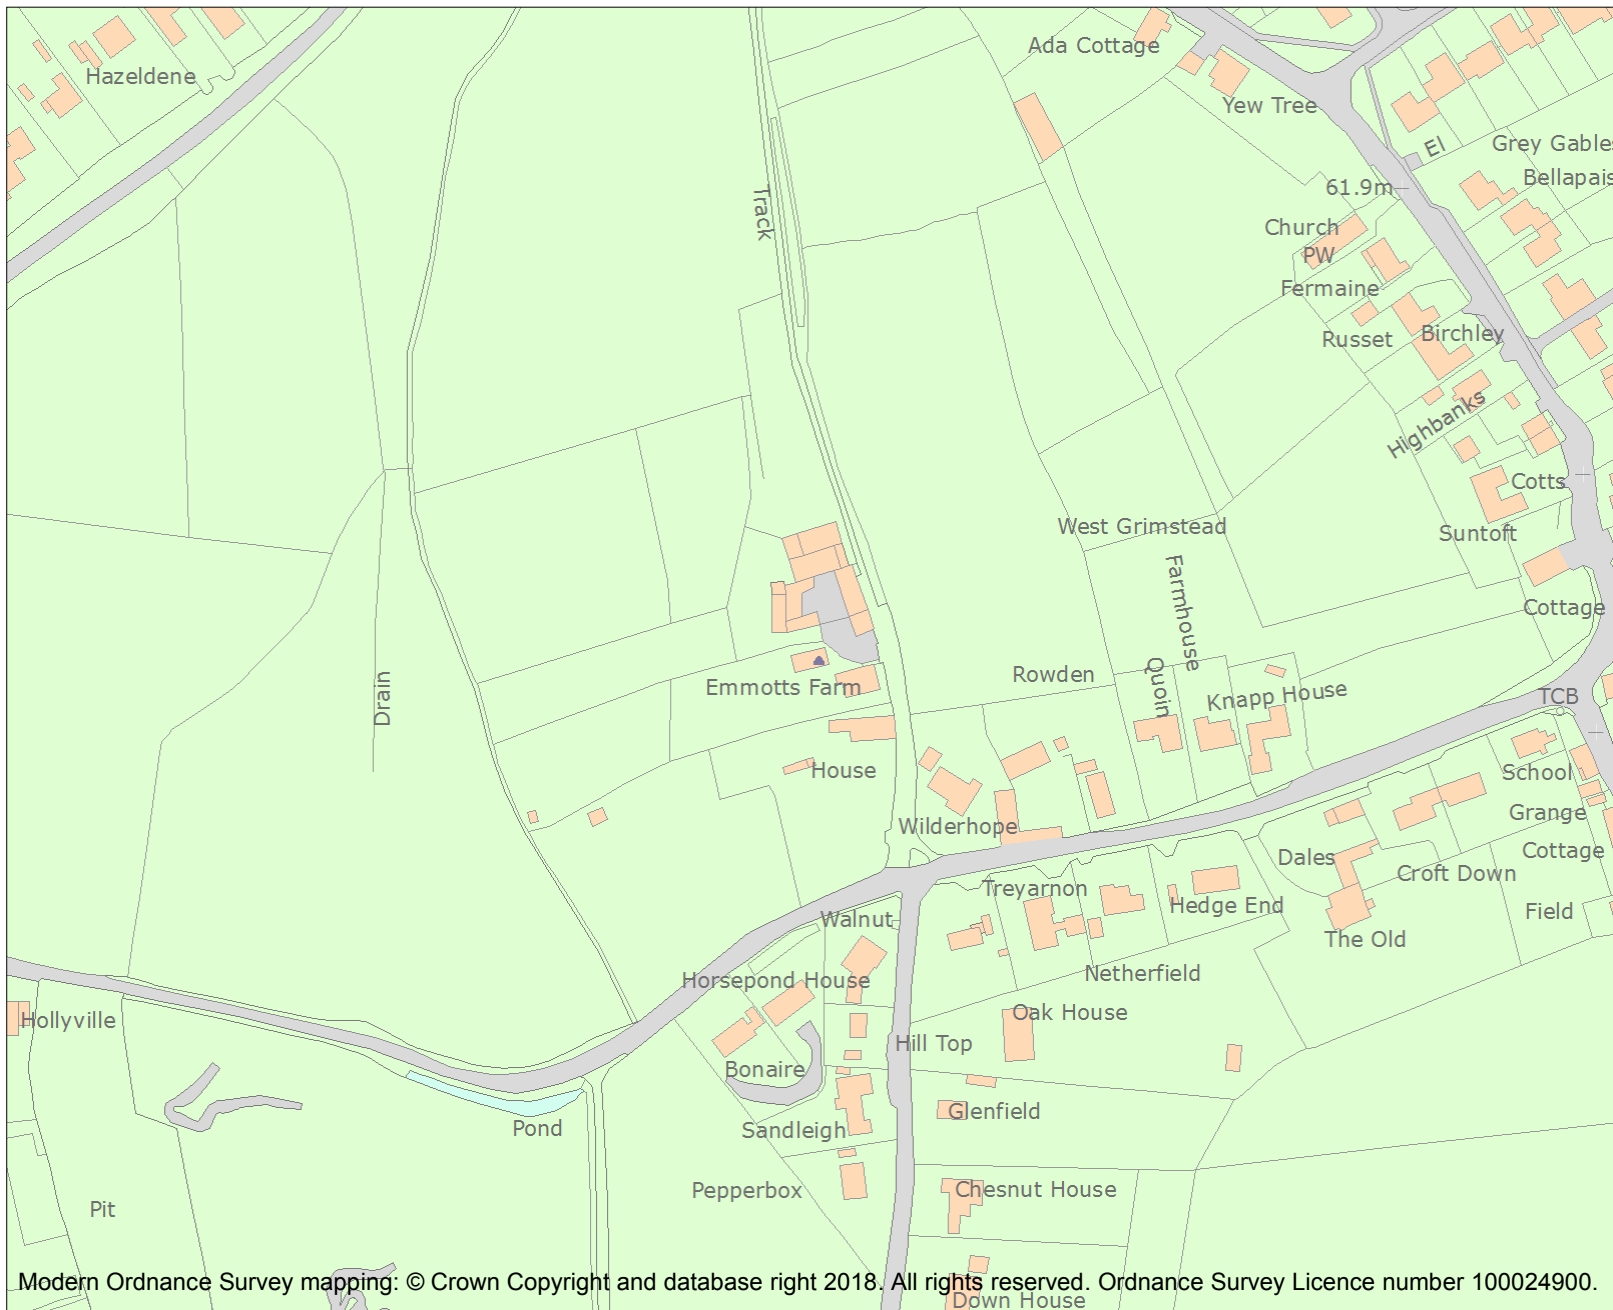 Ada Cottage
Hazeldene
Yew Tree
El
Grey Gables
Bellapais
61.9m
Track
Church
PW
Fermaine
Russet
Birchley
Highbanks
Cotts
West Grimstead
Suntoft
Farmhouse
Cottage
Rowden
Quoin
Emmotts Farm
Knapp House
TCB
Drain
House
School
Grange
Wilderhope
Cottage
Dales
Croft Down
Treyarnon
Hedge End
Field
Walnut
The Old
Horsepond House
Netherfield
Oak House
Hollyville
Hill Top
Bonaire
Glenfield
Pond
Sandleigh
Pepperbox
Chesnut House
Pit
Modern Ordnance Survey mapping: © Crown Copyright and database right 2018. All rights reserved. Ordnance Survey Licence number 100024900.
Down House